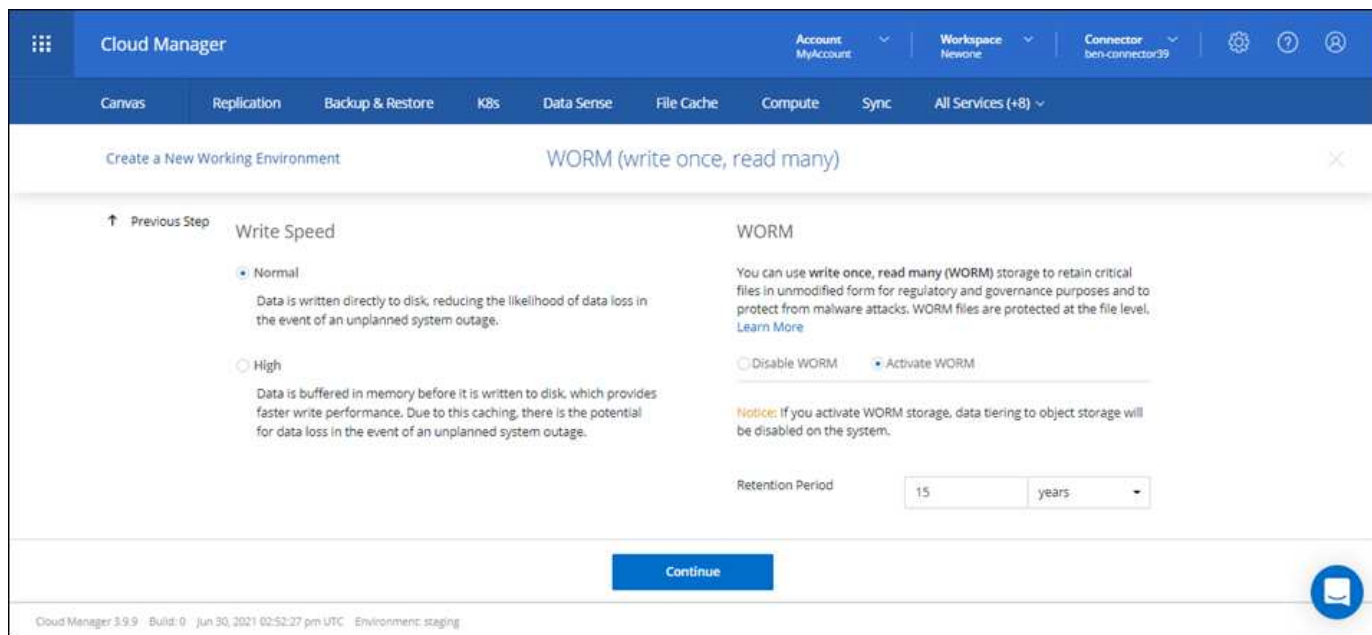 Cloud Manager
Account
MyAccount
Workspace
Newone
Connector
ben-connector39
Canvas
Replication
Backup & Restore
K8s
Data Sense
File Cache
Compute
Sync
All Services (+8)
Create a New Working Environment
WORM (write once, read many)
↑ Previous Step
Write Speed
Normal
Data is written directly to disk, reducing the likelihood of data loss in
the event of an unplanned system outage.
High
Data is buffered in memory before it is written to disk, which provides
faster write performance. Due to this caching, there is the potential
for data loss in the event of an unplanned system outage.
WORM
You can use write once, read many (WORM) storage to retain critical
files in unmodified form for regulatory and governance purposes and to
protect from malware attacks. WORM files are protected at the file level.
Learn More
Disable WORM
Activate WORM
Notice: If you activate WORM storage, data tiering to object storage will
be disabled on the system.
Retention Period
15
years
Continue
Cloud Manager 3.9.9 Build: 0 Jun 30, 2021 02:52:27 pm UTC Environment: staging